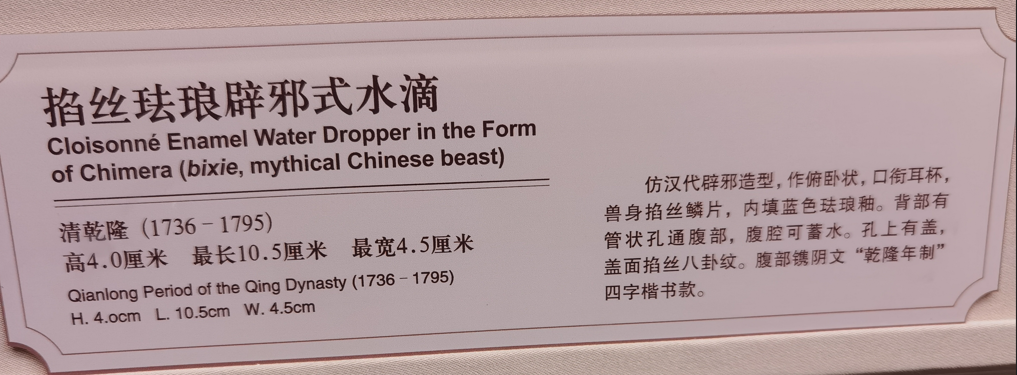 掐丝珐琅辟邪式水滴
Cloisonné Enamel Water Dropper in the Form
of Chimera (bixie, mythical Chinese beast)
清乾隆（1736－1795）
高4.0厘米 最长10.5厘米 最宽4.5厘米
Qianlong Period of the Qing Dynasty (1736－1795)
H. 4.ocm L. 10.5cm W. 4.5cm
仿汉代辟邪造型，作俯卧状，口衔耳杯，
兽身掐丝鳞片，内填蓝色珐琅釉。背部有
管状孔通腹部，腹腔可蓄水。孔上有盖，
盖面掐丝八卦纹。腹部镌阴文“乾隆年制”
四字楷书款。